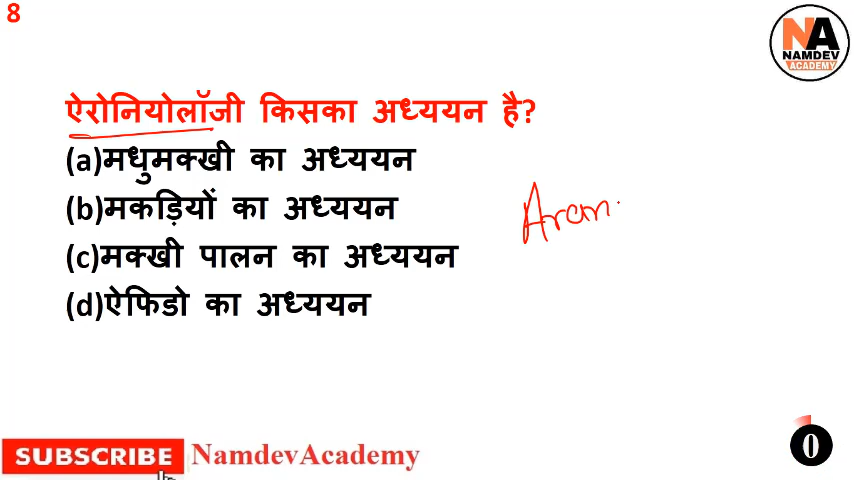 8
NA
NAMDEV
ACADEMY
ऐरोनियोलॉजी किसका अध्ययन है?
(a)मधुमक्खी का अध्ययन
(b)मकड़ियों का अध्ययन
Aran
(c)मक्खी पालन का अध्ययन
(d)ऐफिडो का अध्ययन
0
SUBSCRIBE NamdevAcademy